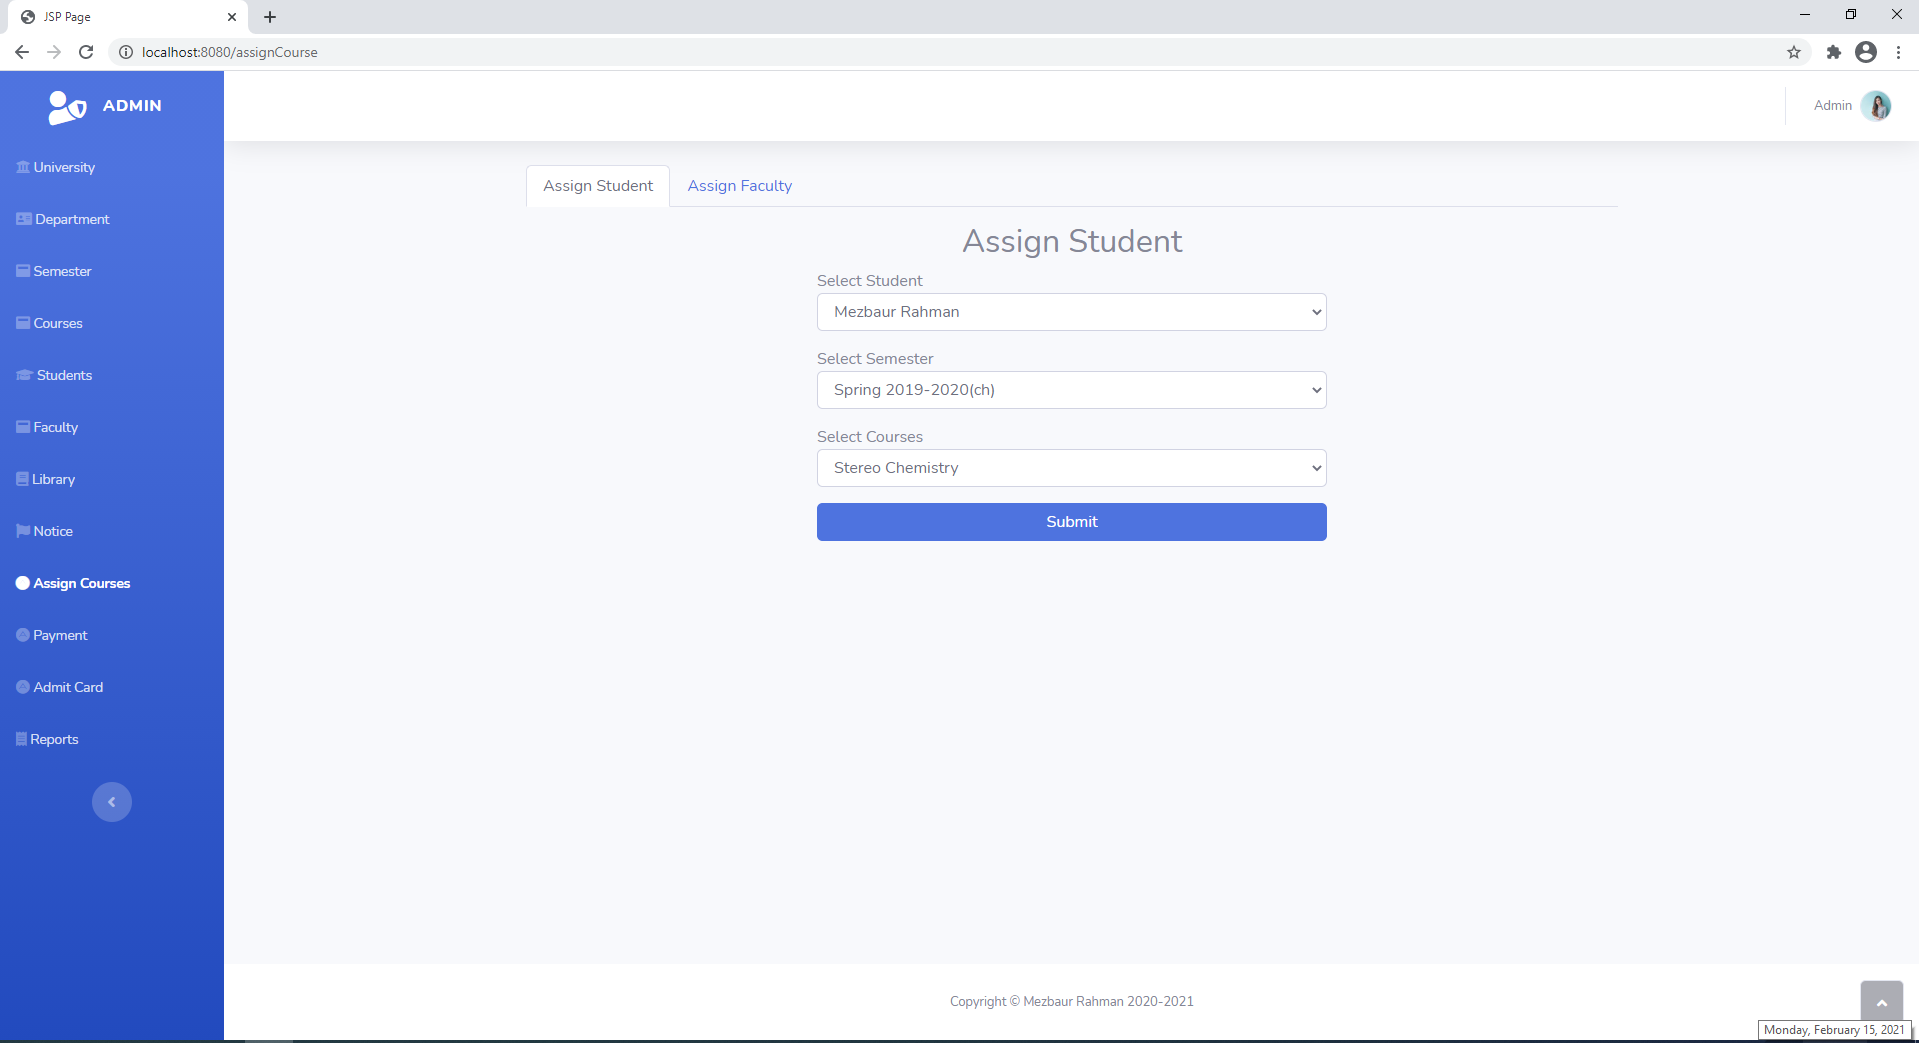 JSP Page
localhost:8080/assignCourse
ADMIN
Admin
University
Department
Semester
Courses
Students
Faculty
Library
Notice
Assign Courses
Payment
Admit Card
Reports
Assign Student
Assign Faculty
Assign Student
Select Student
Mezbaur Rahman
Select Semester
Spring 2019-2020(ch)
Select Courses
Stereo Chemistry
Submit
Copyright © Mezbaur Rahman 2020-2021
Monday, February 15, 2021